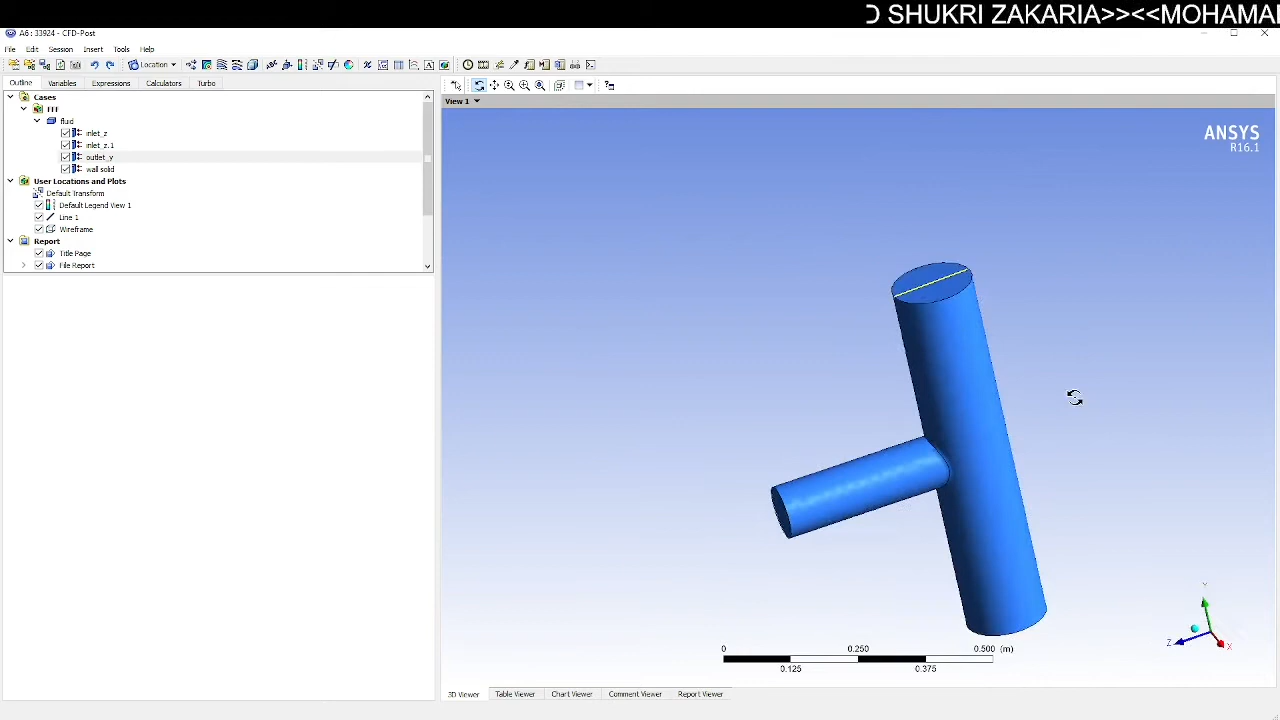 SHUKRI ZAKARIA>><<MOHAMA
A6 : 33924 - CFD-Post
File Edit Session Insert Tools Help
Location
Outline Variables Expressions Calculators Turbo
Cases
FFF
fluid
inlet_z
inlet_z.1
outlet_y
wall solid
User Locations and Plots
Default Transform
Default Legend View 1
Line 1
Wireframe
Report
Title Page
File Report
View 1
ANSYS
R16.1
Y
Z
X
0 0.250 0.500 (m)
0.125 0.375
3D Viewer Table Viewer Chart Viewer Comment Viewer Report Viewer